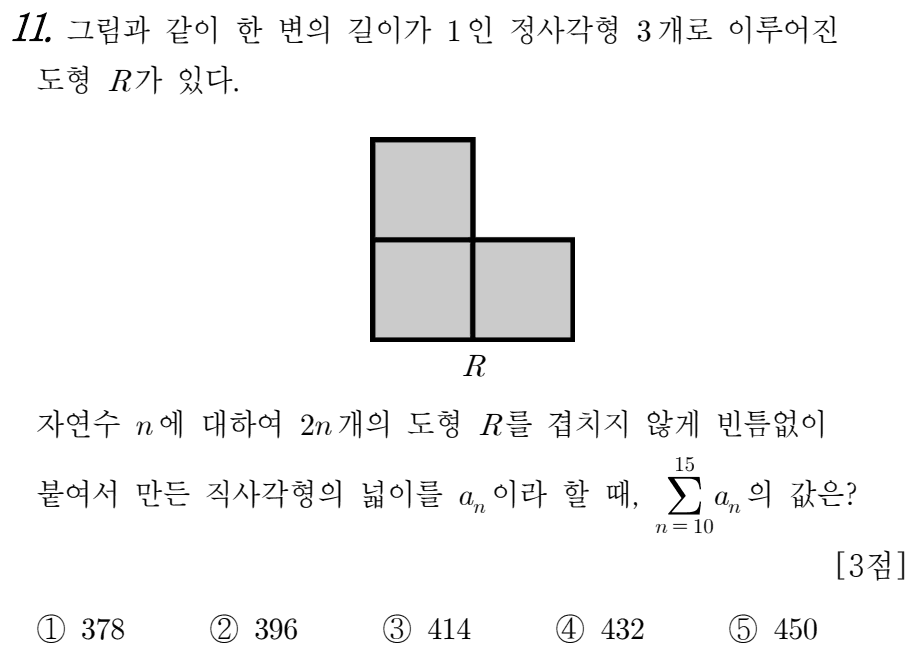 11. 그림과 같이 한 변의 길이가 1인 정사각형 3개로 이루어진
도형 R가 있다.
R
자연수 n에 대하여 2n개의 도형 R를 겹치지 않게 빈틈없이
붙여서 만든 직사각형의 넓이를 aₙ이라 할 때, ∑_{n=10}^{15} aₙ의 값은?
[3점]
① 378 ② 396 ③ 414 ④ 432 ⑤ 450